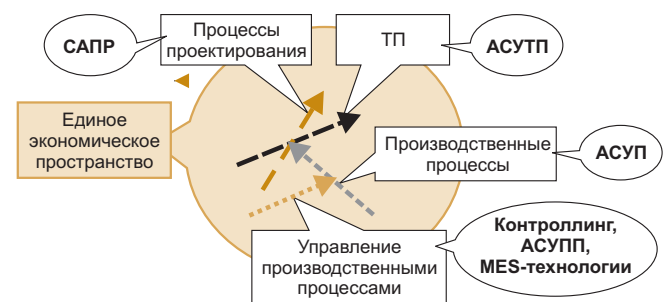 САПР
Процессы
проектирования
ТП
АСУТП
Единое
экономическое
пространство
Производственные
процессы
АСУП
Управление
производственными
процессами
Контроллинг,
АСУПП,
MES-технологии